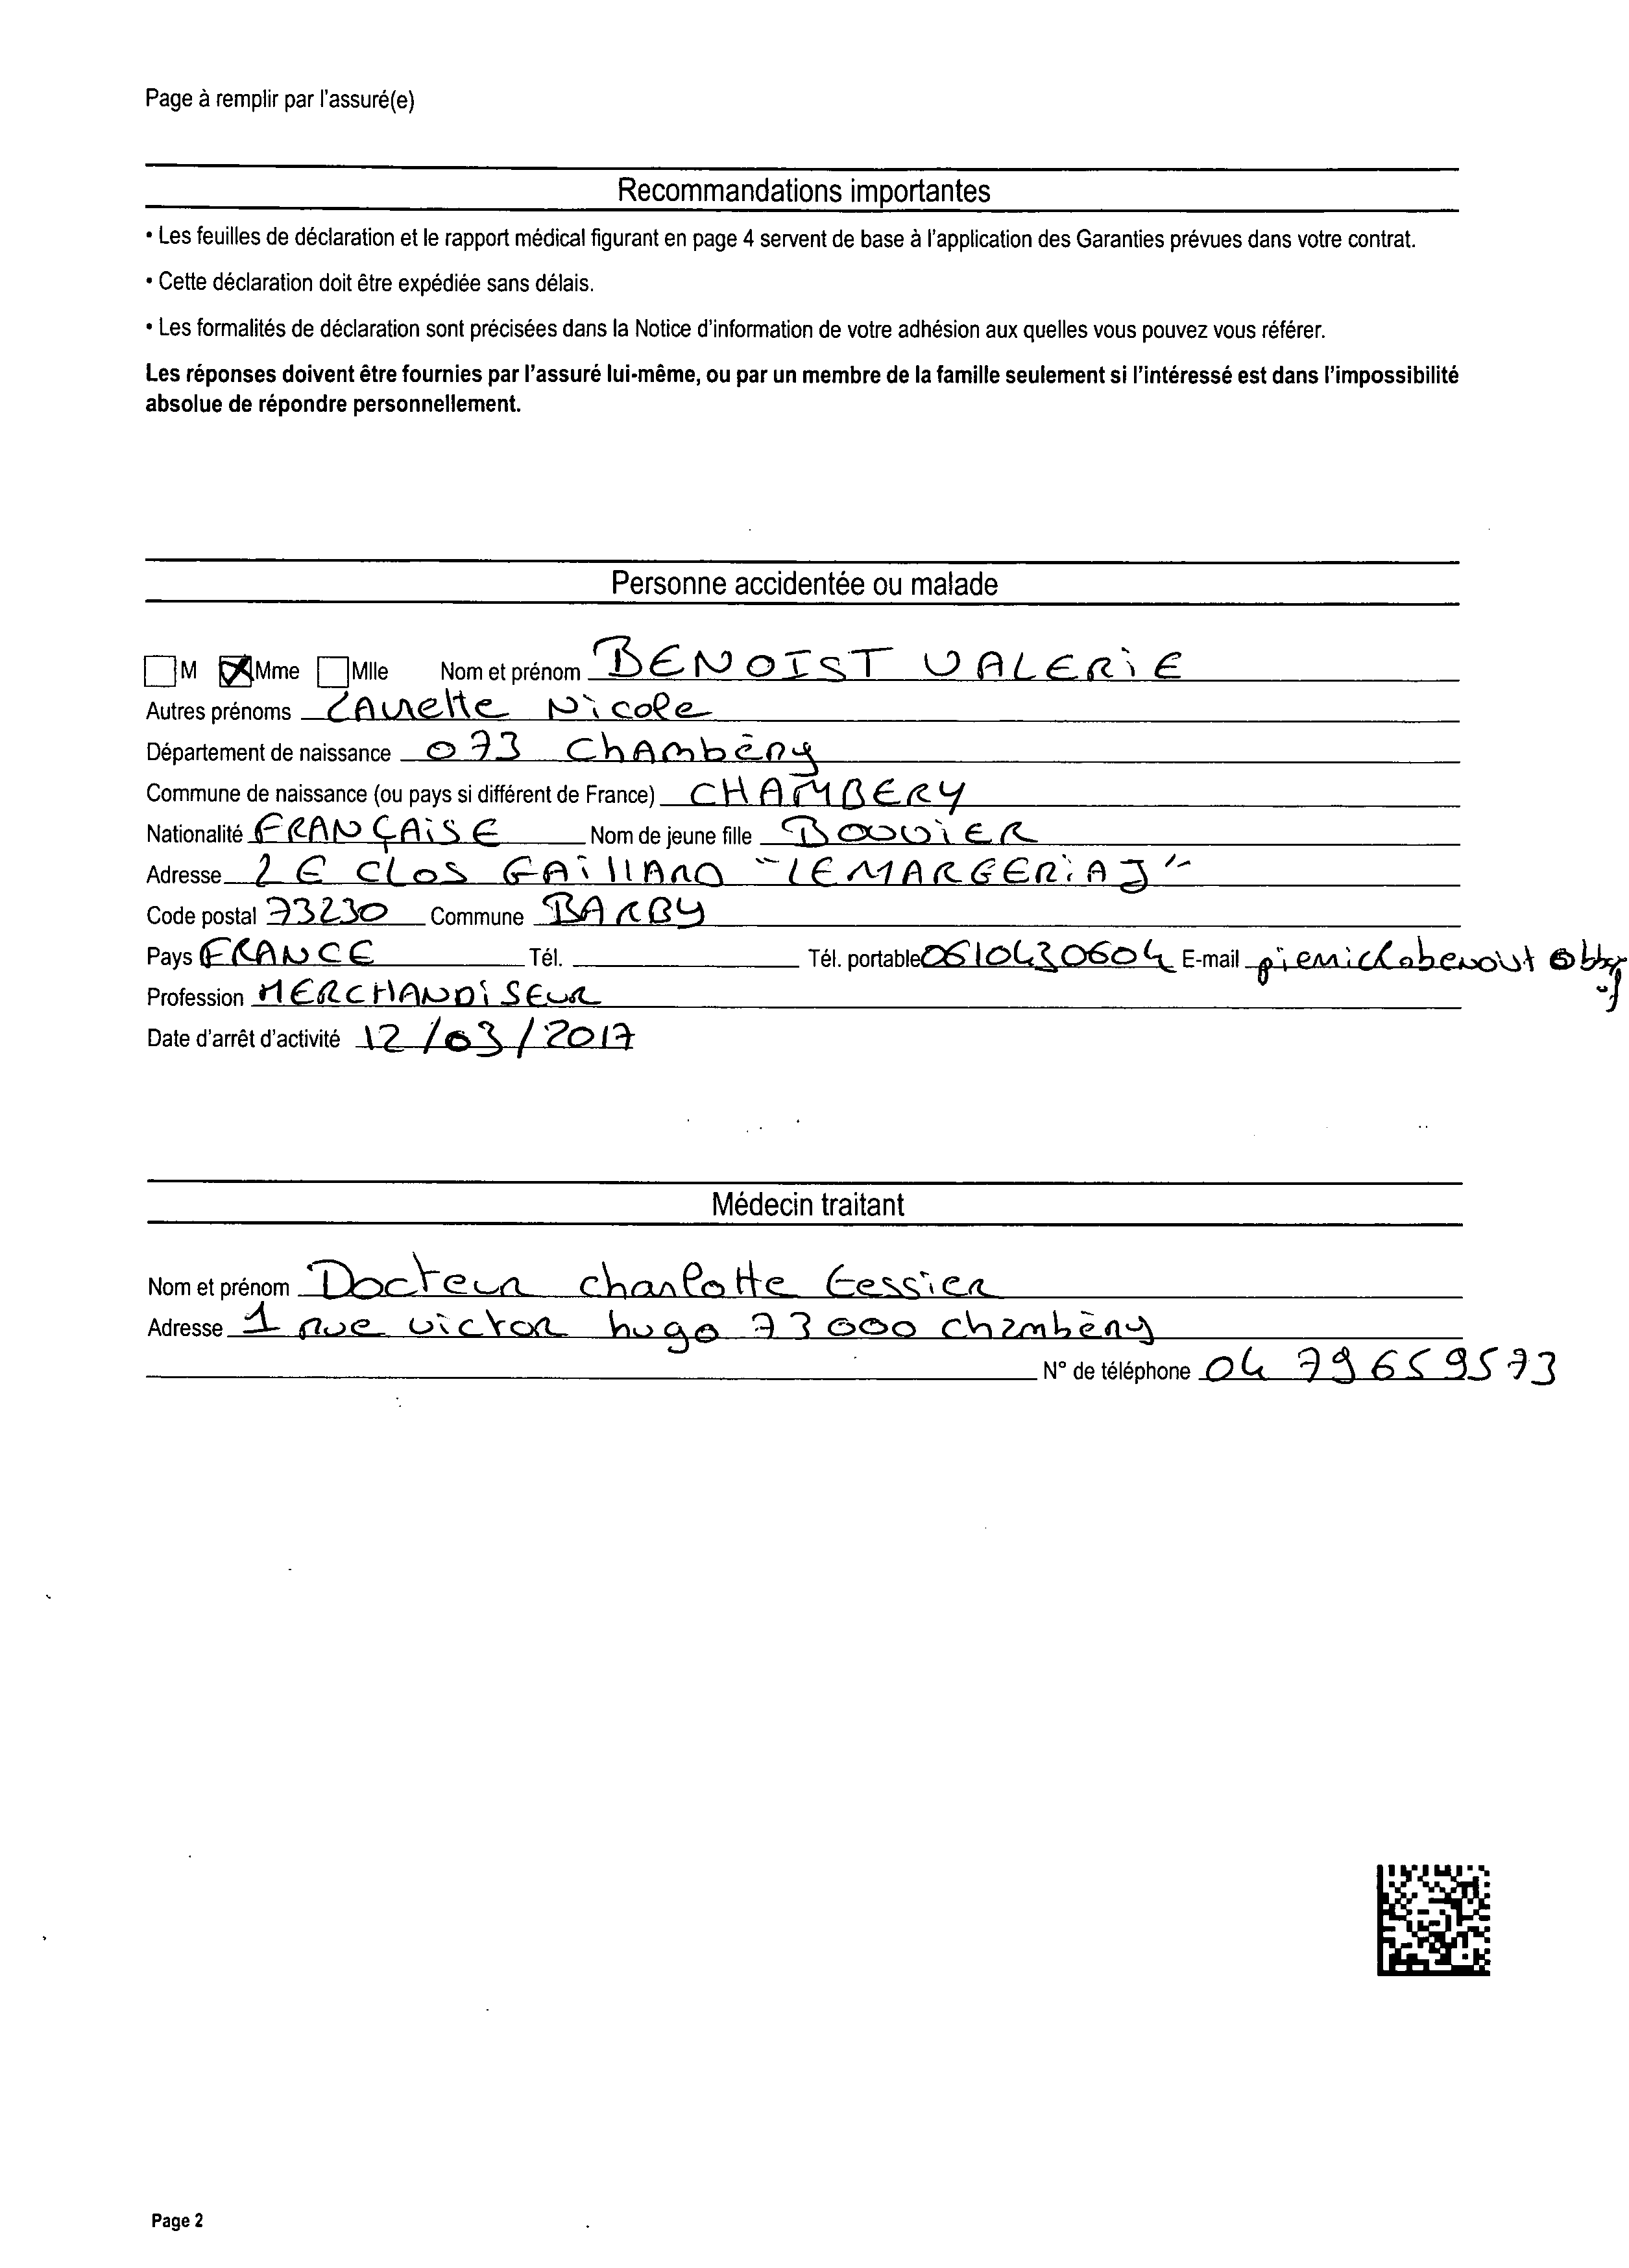 Page à remplir par l'assuré(e)
Recommandations importantes
• Les feuilles de déclaration et le rapport médical figurant en page 4 servent de base à l'application des Garanties prévues dans votre contrat.
• Cette déclaration doit être expédiée sans délais.
• Les formalités de déclaration sont précisées dans la Notice d'information de votre adhésion aux quelles vous pouvez vous référer.
Les réponses doivent être fournies par l'assuré lui-même, ou par un membre de la famille seulement si l'intéressé est dans l'impossibilité
absolue de répondre personnellement.
Personne accidentée ou malade
M Mme Mlle Nom et prénom BENOIST VALERIE
Autres prénoms LAurette Nicole
Département de naissance 073 Chambéry
Commune de naissance (ou pays si différent de France) CHAMBERY
Nationalité FRANÇAISE Nom de jeune fille BOUVIER
Adresse 2 E CLOS GAILLARD "LEMARGERIAJ"
Code postal 73230 Commune BARBY
Pays FRANCE Tél. Tél. portable 0610430604 E-mail
Profession MERCHANDISEUR
Date d'arrêt d'activité 12/03/2017
Médecin traitant
Nom et prénom Docteur charlotte tessier
Adresse 1 rue victor hugo 73000 chambéry
N° de téléphone 04 79659573
Page 2